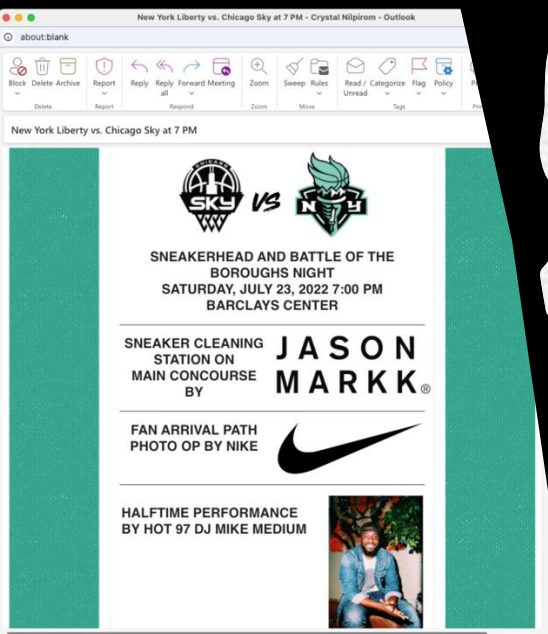 New York Liberty vs. Chicago Sky at 7 PM - Crystal Nilpirom - Outlook
about:blank
Block Delete Archive Report Reply Reply all Forward Meeting Zoom Sweep Rules Read / Unread Categorize Flag Policy
Delete Report Respond Zoom Move Tags
New York Liberty vs. Chicago Sky at 7 PM
CHICAGO
SKY VS N Y
SNEAKERHEAD AND BATTLE OF THE
BOROUGHS NIGHT
SATURDAY, JULY 23, 2022 7:00 PM
BARCLAYS CENTER
SNEAKER CLEANING
STATION ON
MAIN CONCOURSE
BY
JASON
MARKK®
FAN ARRIVAL PATH
PHOTO OP BY NIKE
HALFTIME PERFORMANCE
BY HOT 97 DJ MIKE MEDIUM